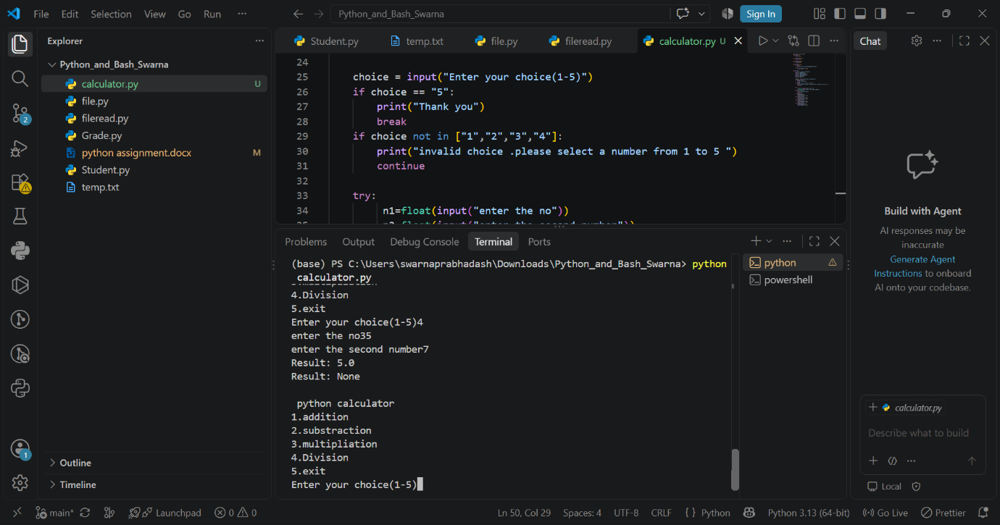 File Edit Selection View Go Run ···
Python_and_Bash_Swarna
Sign In
Explorer
Python_and_Bash_Swarna
calculator.py U
file.py
fileread.py
Grade.py
python assignment.docx M
Student.py
temp.txt
Outline
Timeline
2
1
Student.py temp.txt file.py fileread.py calculator.py U
24
25 choice = input("Enter your choice(1-5)")
26 if choice == "5":
27 print("Thank you")
28 break
29 if choice not in ["1","2","3","4"]:
30 print("invalid choice .please select a number from 1 to 5 ")
31 continue
32
33 try:
34 n1=float(input("enter the no"))
Problems Output Debug Console Terminal Ports
(base) PS C:\Users\swarnaprabhadash\Downloads\Python_and_Bash_Swarna> python
calculator.py
4.Division
5.exit
Enter your choice(1-5)4
enter the no35
enter the second number7
Result: 5.0
Result: None
python calculator
1.addition
2.substraction
3.multipliation
4.Division
5.exit
Enter your choice(1-5)
python
powershell
Chat
Build with Agent
AI responses may be
inaccurate
Generate Agent
Instructions to onboard
AI onto your codebase.
calculator.py
Describe what to build
Local
main* Launchpad 0 0 Ln 50, Col 29 Spaces: 4 UTF-8 CRLF { } Python Python 3.13 (64-bit) Go Live Prettier